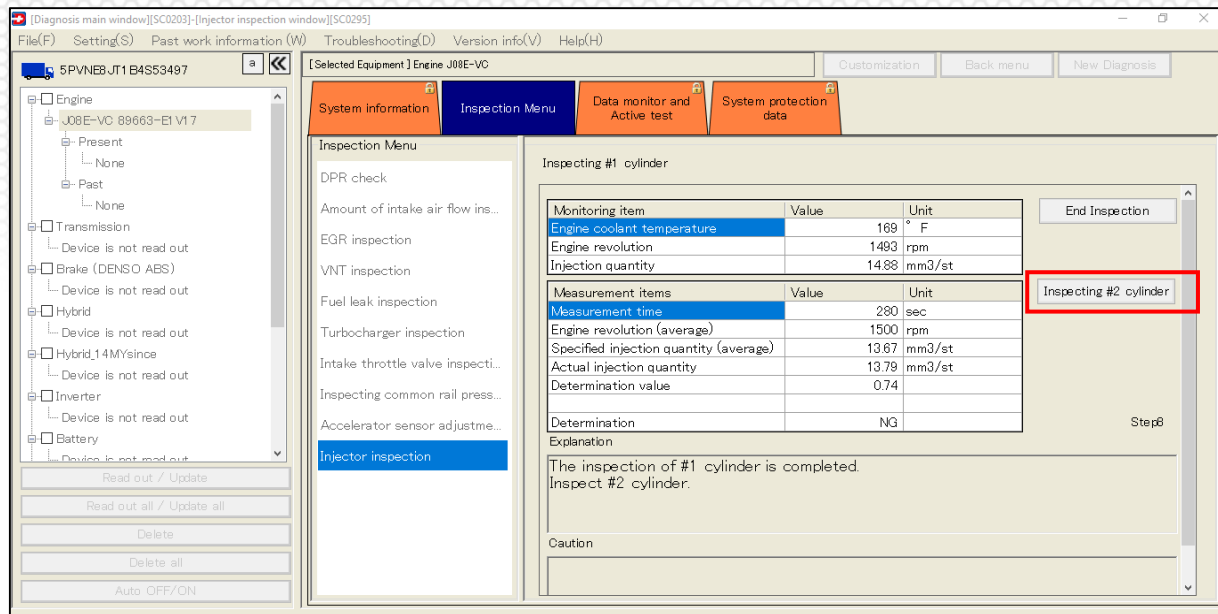 [Diagnosis main window][SC0203]-[Injector inspection window][SC0295]
File(F) Setting(S) Past work information (W) Troubleshooting(D) Version info(V) Help(H)
5PVNE8JT1B4S53497
a
[Selected Equipment] Engine J08E-VC
Customization
Back menu
New Diagnosis
Engine
J08E-VC 89663-E1V17
Present
None
Past
None
Transmission
Device is not read out
Brake (DENSO ABS)
Device is not read out
Hybrid
Device is not read out
Hybrid_14MYsince
Device is not read out
Inverter
Device is not read out
Battery
Device is not read out
Read out / Update
Read out all / Update all
Delete
Delete all
Auto OFF/ON
System information
Inspection Menu
Data monitor and
Active test
System protection
data
Inspection Menu
DPR check
Amount of intake air flow ins...
EGR inspection
VNT inspection
Fuel leak inspection
Turbocharger inspection
Intake throttle valve inspecti...
Inspecting common rail press...
Accelerator sensor adjustme...
Injector inspection
Inspecting #1 cylinder
Monitoring item Value Unit
Engine coolant temperature 169 ° F
Engine revolution 1493 rpm
Injection quantity 14.88 mm3/st
End Inspection
Inspecting #2 cylinder
Measurement items Value Unit
Measurement time 280 sec
Engine revolution (average) 1500 rpm
Specified injection quantity (average) 13.67 mm3/st
Actual injection quantity 13.79 mm3/st
Determination value 0.74
Determination NG
Step8
Explanation
The inspection of #1 cylinder is completed.
Inspect #2 cylinder.
Caution